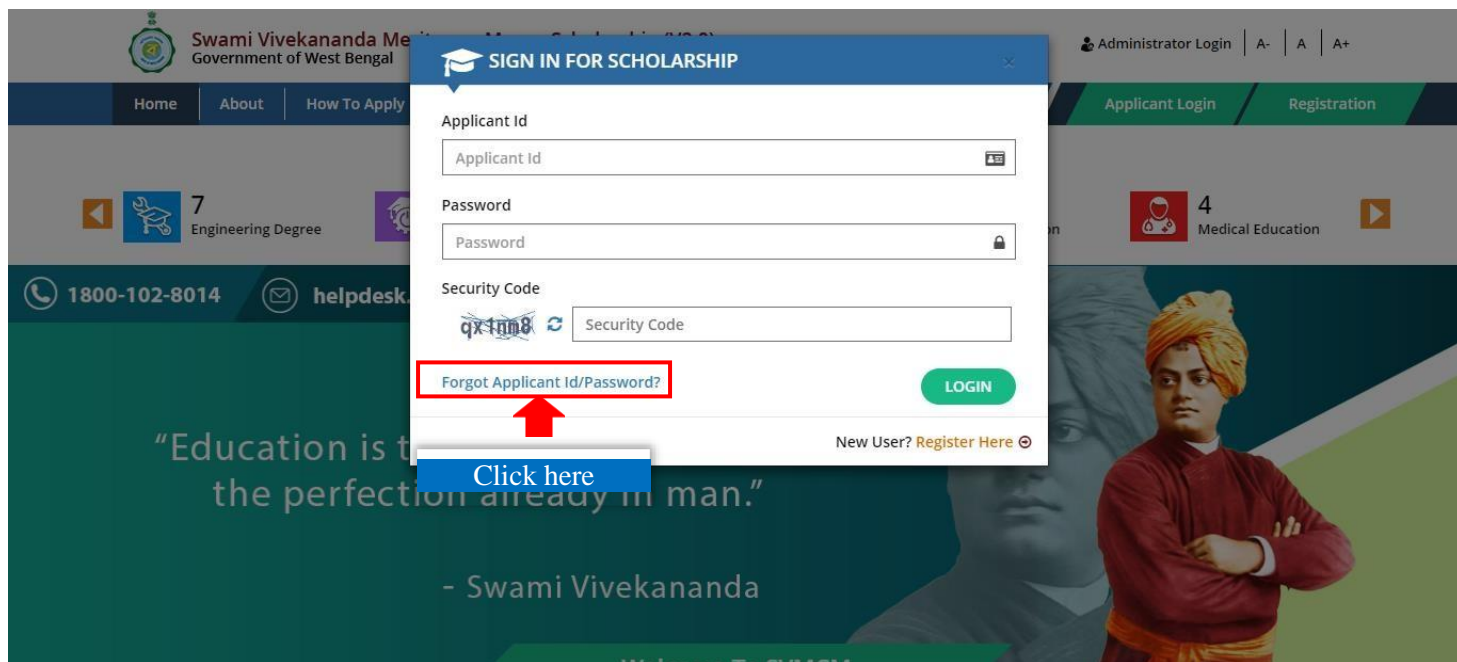 Swami Vivekananda Me
Government of West Bengal
SIGN IN FOR SCHOLARSHIP
Administrator Login | A- | A | A+
Home
About
How To Apply
Applicant Login
Registration
Applicant Id
Applicant Id
7
Engineering Degree
Password
Password
4
Medical Education
1800-102-8014
helpdesk.
Security Code
qx1nm8
Security Code
Forgot Applicant Id/Password?
LOGIN
New User? Register Here
Click here
"Education is t
the perfection already in man."
- Swami Vivekananda